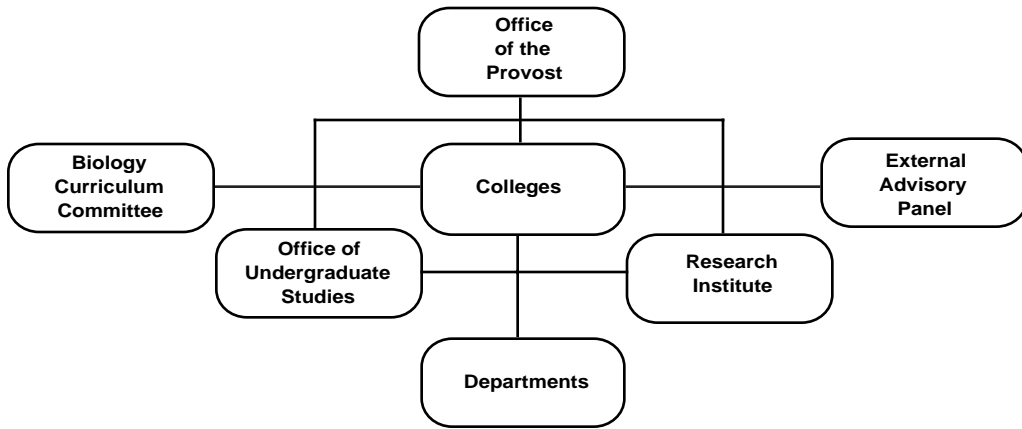 Office
of the
Provost
Biology
Curriculum
Committee
Colleges
External
Advisory
Panel
Office of
Undergraduate
Studies
Research
Institute
Departments